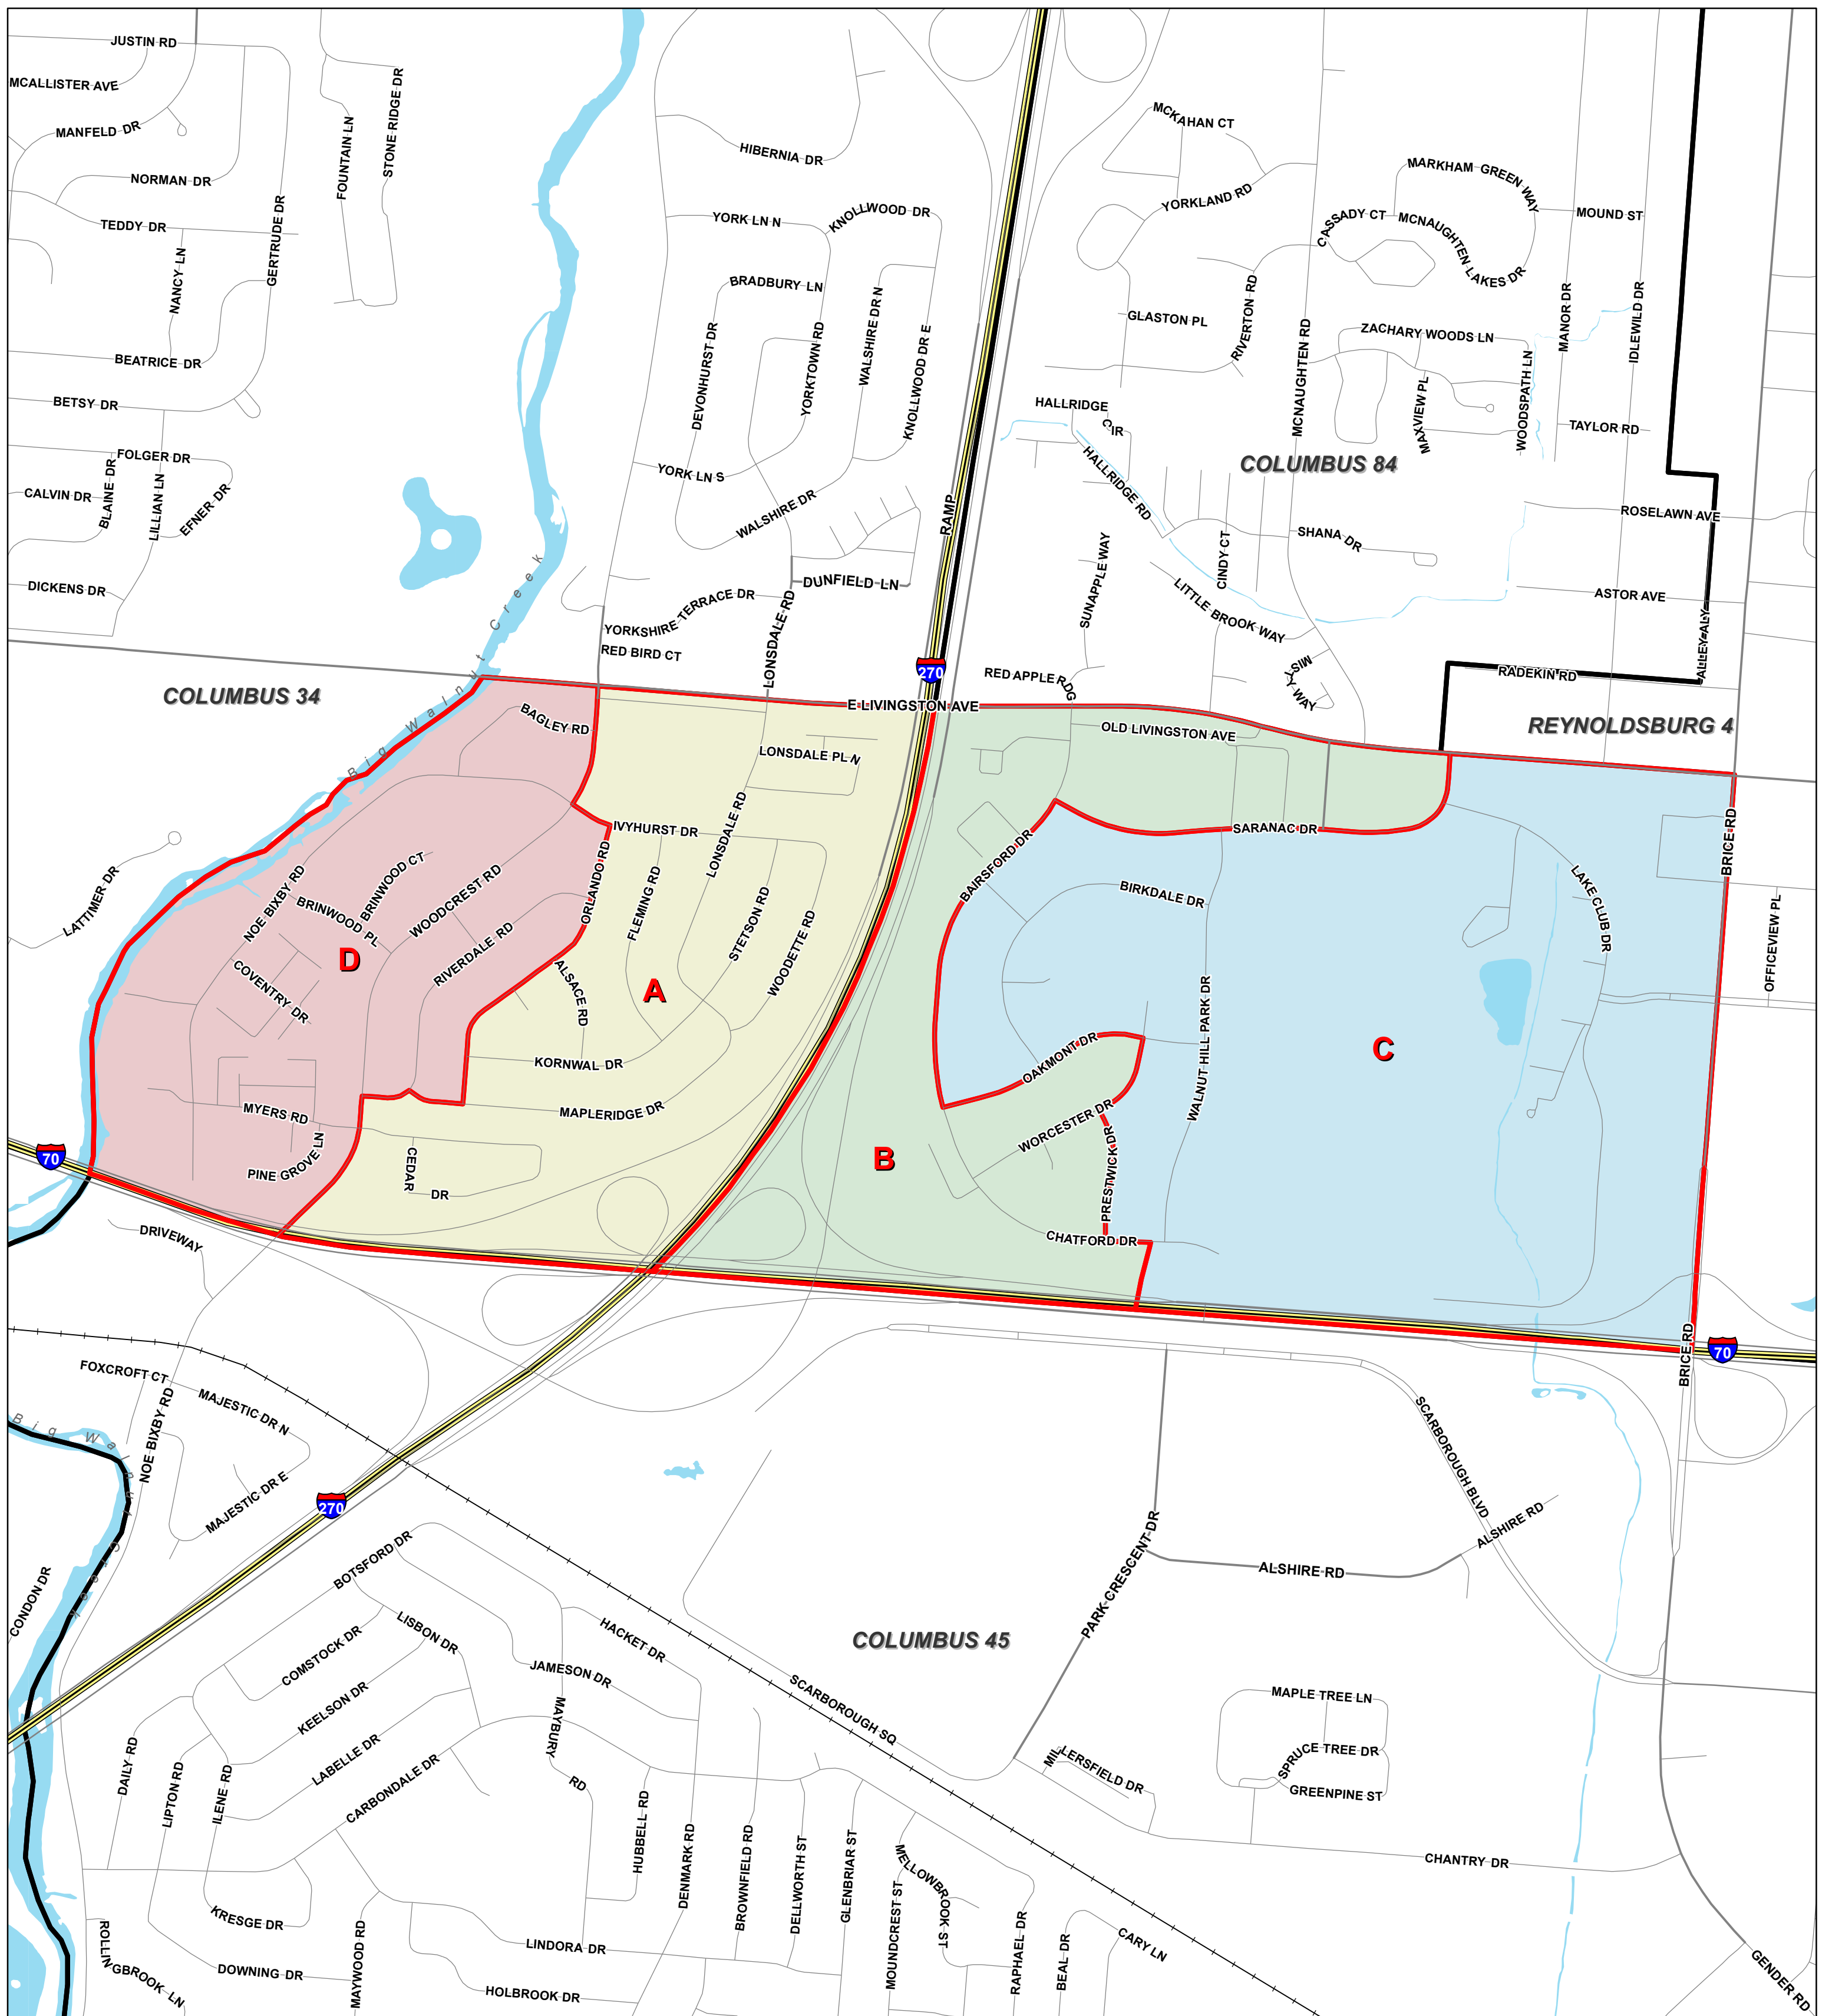 JUSTIN RD
MCALLISTER AVE
MANFELD DR
NORMAN DR
TEDDY DR
NANCY LN
GERTRUDE DR
FOUNTAIN LN
STONE RIDGE DR
BEATRICE DR
BETSY DR
FOLGER DR
CALVIN DR
BLAINE DR
LILLIAN LN
EFNER DR
DICKENS DR
HIBERNIA DR
YORK LN N
KNOLLWOOD DR
BRADBURY LN
DEVONHURST DR
YORKTOWN RD
WALSHIRE DR N
KNOLLWOOD DR E
YORK LN S
WALSHIRE DR
RAMP
DUNFIELD LN
YORKSHIRE TERRACE DR
RED BIRD CT
LONSDALE RD
Big Walnut Creek
MCKAHAN CT
YORKLAND RD
MARKHAM GREEN WAY
CASSADY CT
MCNAUGHTEN LAKES DR
MOUND ST
GLASTON PL
RIVERTON RD
MCNAUGHTEN RD
ZACHARY WOODS LN
MANOR DR
IDLEWILD DR
MAXVIEW PL
WOODSPATH LN
TAYLOR RD
HALLRIDGE CIR
HALLRIDGE RD
COLUMBUS 84
ROSELAWN AVE
SHANA DR
CINDY CT
SUNAPPLE WAY
LITTLE BROOK WAY
ASTOR AVE
ALLEY ALY
MISTY WAY
RADEKIN RD
RED APPLE RDG
270
COLUMBUS 34
REYNOLDSBURG 4
E LIVINGSTON AVE
OLD LIVINGSTON AVE
BAGLEY RD
LONSDALE PL N
IVYHURST DR
LONSDALE RD
SARANAC DR
BRICE RD
BAIRSFORD DR
BIRKDALE DR
LAKE CLUB DR
OFFICEVIEW PL
LATTIMER DR
NOE BIXBY RD
BRINWOOD CT
BRINWOOD PL
WOODCREST RD
ORLANDO RD
FLEMING RD
STETSON RD
WOODETTE RD
RIVERDALE RD
D
COVENTRY DR
ALSACE RD
A
KORNWAL DR
MAPLERIDGE DR
WALNUT HILL PARK DR
C
OAKMONT DR
WORCESTER DR
PRESTWICK DR
B
MYERS RD
PINE GROVE LN
CEDAR DR
CHATFORD DR
70
DRIVEWAY
70
BRICE RD
FOXCROFT CT
MAJESTIC DR N
NOE BIXBY RD
MAJESTIC DR E
Big Walnut Creek
270
CONDON DR
BOTSFORD DR
COMSTOCK DR
LISBON DR
KEELSON DR
LABELLE DR
CARBONDALE DR
JAMESON DR
HACKET DR
MAYBURY RD
COLUMBUS 45
SCARBOROUGH SQ
SCARBOROUGH BLVD
ALSHIRE RD
ALSHIRE RD
PARK CRESCENT DR
MAPLE TREE LN
SPRUCE TREE DR
GREENPINE ST
MILLERSFIELD DR
CHANTRY DR
DAILY RD
LIPTON RD
ILENE RD
HUBBELL RD
DENMARK RD
BROWNFIELD RD
DELLWORTH ST
GLENBRIAR ST
MOUNDCREST ST
MELLOWBROOK ST
RAPHAEL DR
BEAL DR
CARY LN
KRESGE DR
ROLLINGBROOK LN
DOWNING DR
MAYWOOD RD
LINDORA DR
HOLBROOK DR
GENDER RD